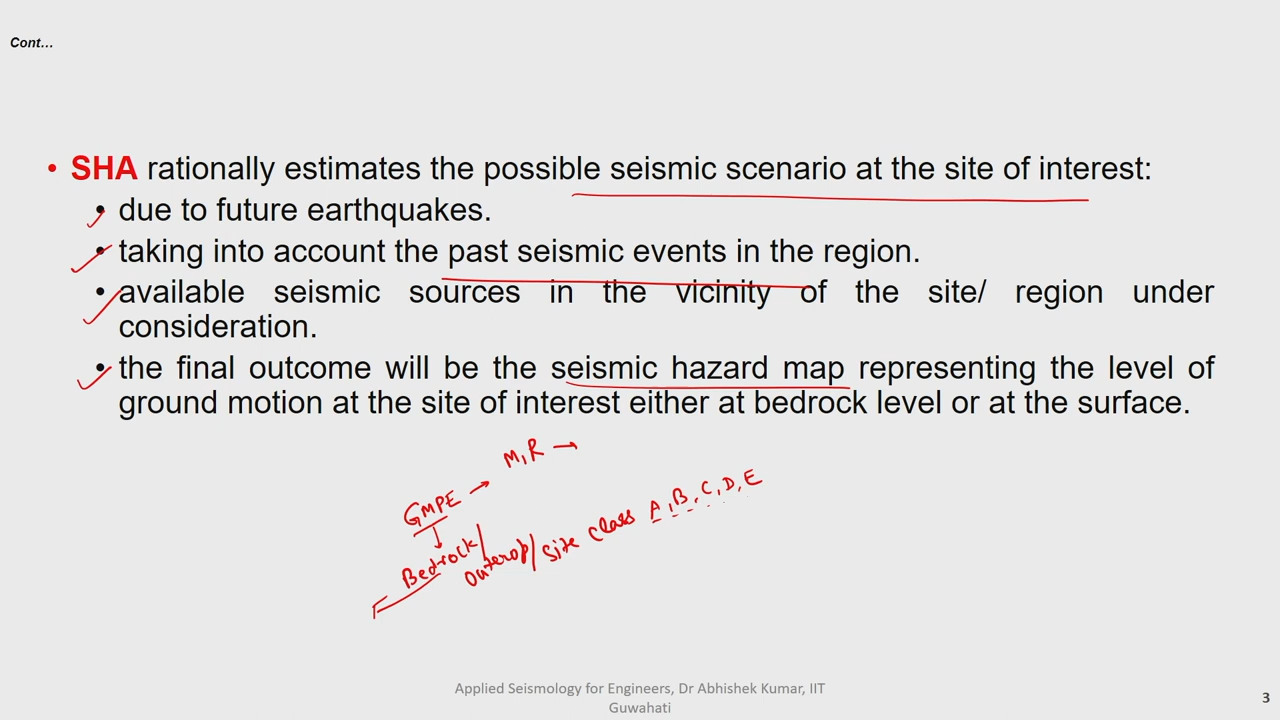 Cont...
• SHA rationally estimates the possible seismic scenario at the site of interest:
• due to future earthquakes.
• taking into account the past seismic events in the region.
• available seismic sources in the vicinity of the site/ region under
consideration.
• the final outcome will be the seismic hazard map representing the level of
ground motion at the site of interest either at bedrock level or at the surface.
GMPE → M, R →
↓
Bedrock/
Outcrop/ Site class A, B, C, D, E
Applied Seismology for Engineers, Dr Abhishek Kumar, IIT
Guwahati
3